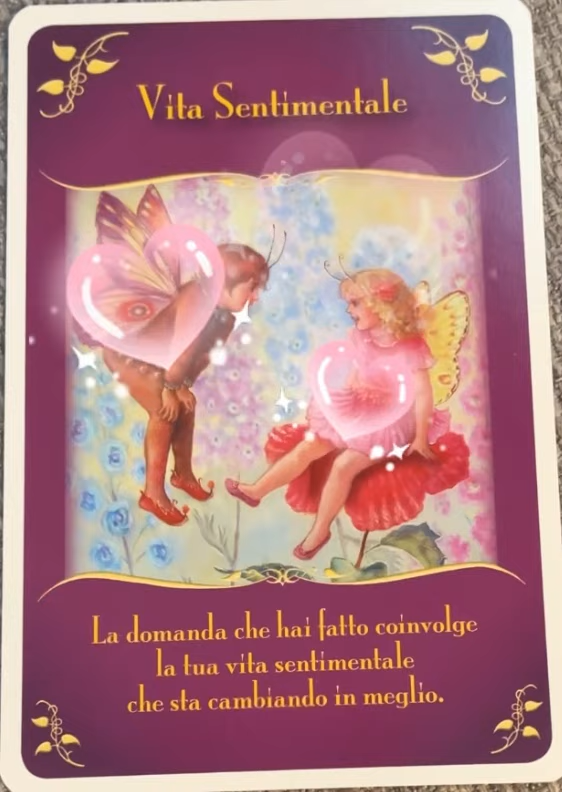 Vita Sentimentale
La domanda che hai fatto coinvolge
la tua vita sentimentale
che sta cambiando in meglio.